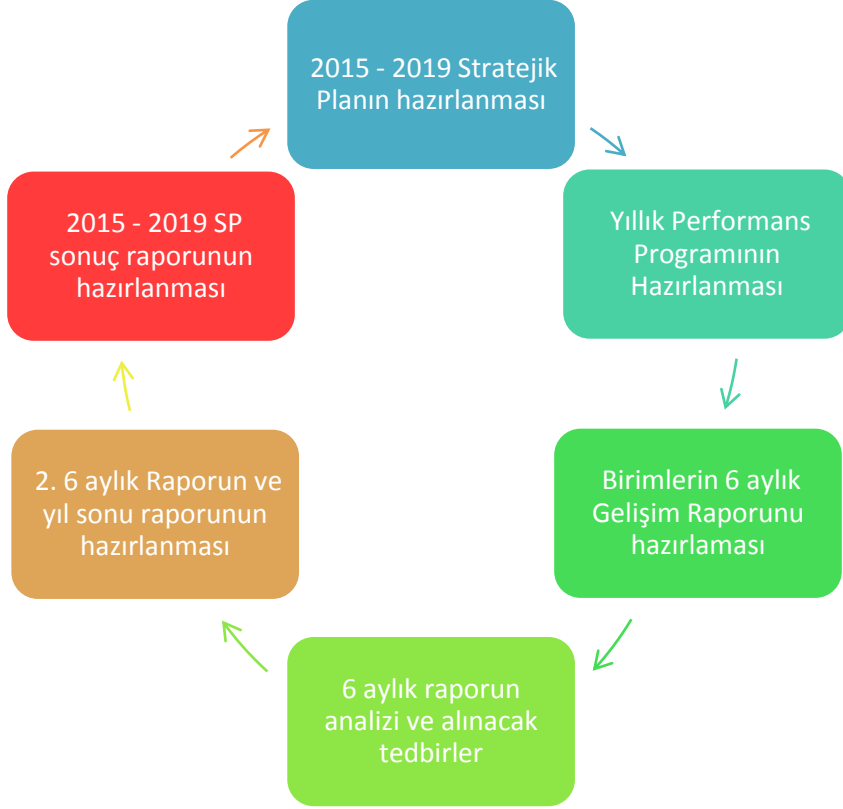 2015 - 2019 Stratejik
Planın hazırlanması
Yıllık Performans
Programının
Hazırlanması
Birimlerin 6 aylık
Gelişim Raporunu
hazırlaması
6 aylık raporun
analizi ve alınacak
tedbirler
2. 6 aylık Raporun ve
yıl sonu raporunun
hazırlanması
2015 - 2019 SP
sonuç raporunun
hazırlanması